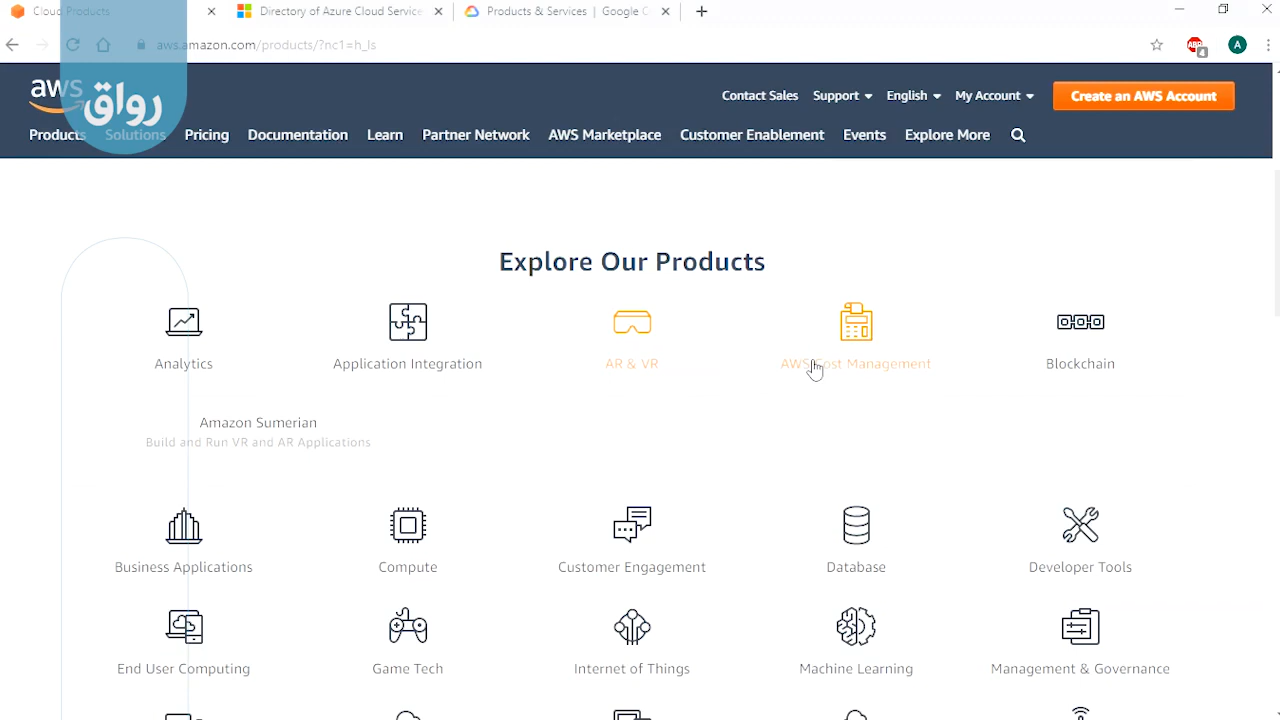 Cloud Products
Directory of Azure Cloud Service
Products & Services | Google C
aws.amazon.com/products/?nc1=h_ls
ABP
4
A
aws
رواق
Contact Sales
Support
English
My Account
Create an AWS Account
Products
Solutions
Pricing
Documentation
Learn
Partner Network
AWS Marketplace
Customer Enablement
Events
Explore More
Explore Our Products
Analytics
Application Integration
AR & VR
AWS Cost Management
Blockchain
Amazon Sumerian
Build and Run VR and AR Applications
Business Applications
Compute
Customer Engagement
Database
Developer Tools
End User Computing
Game Tech
Internet of Things
Machine Learning
Management & Governance